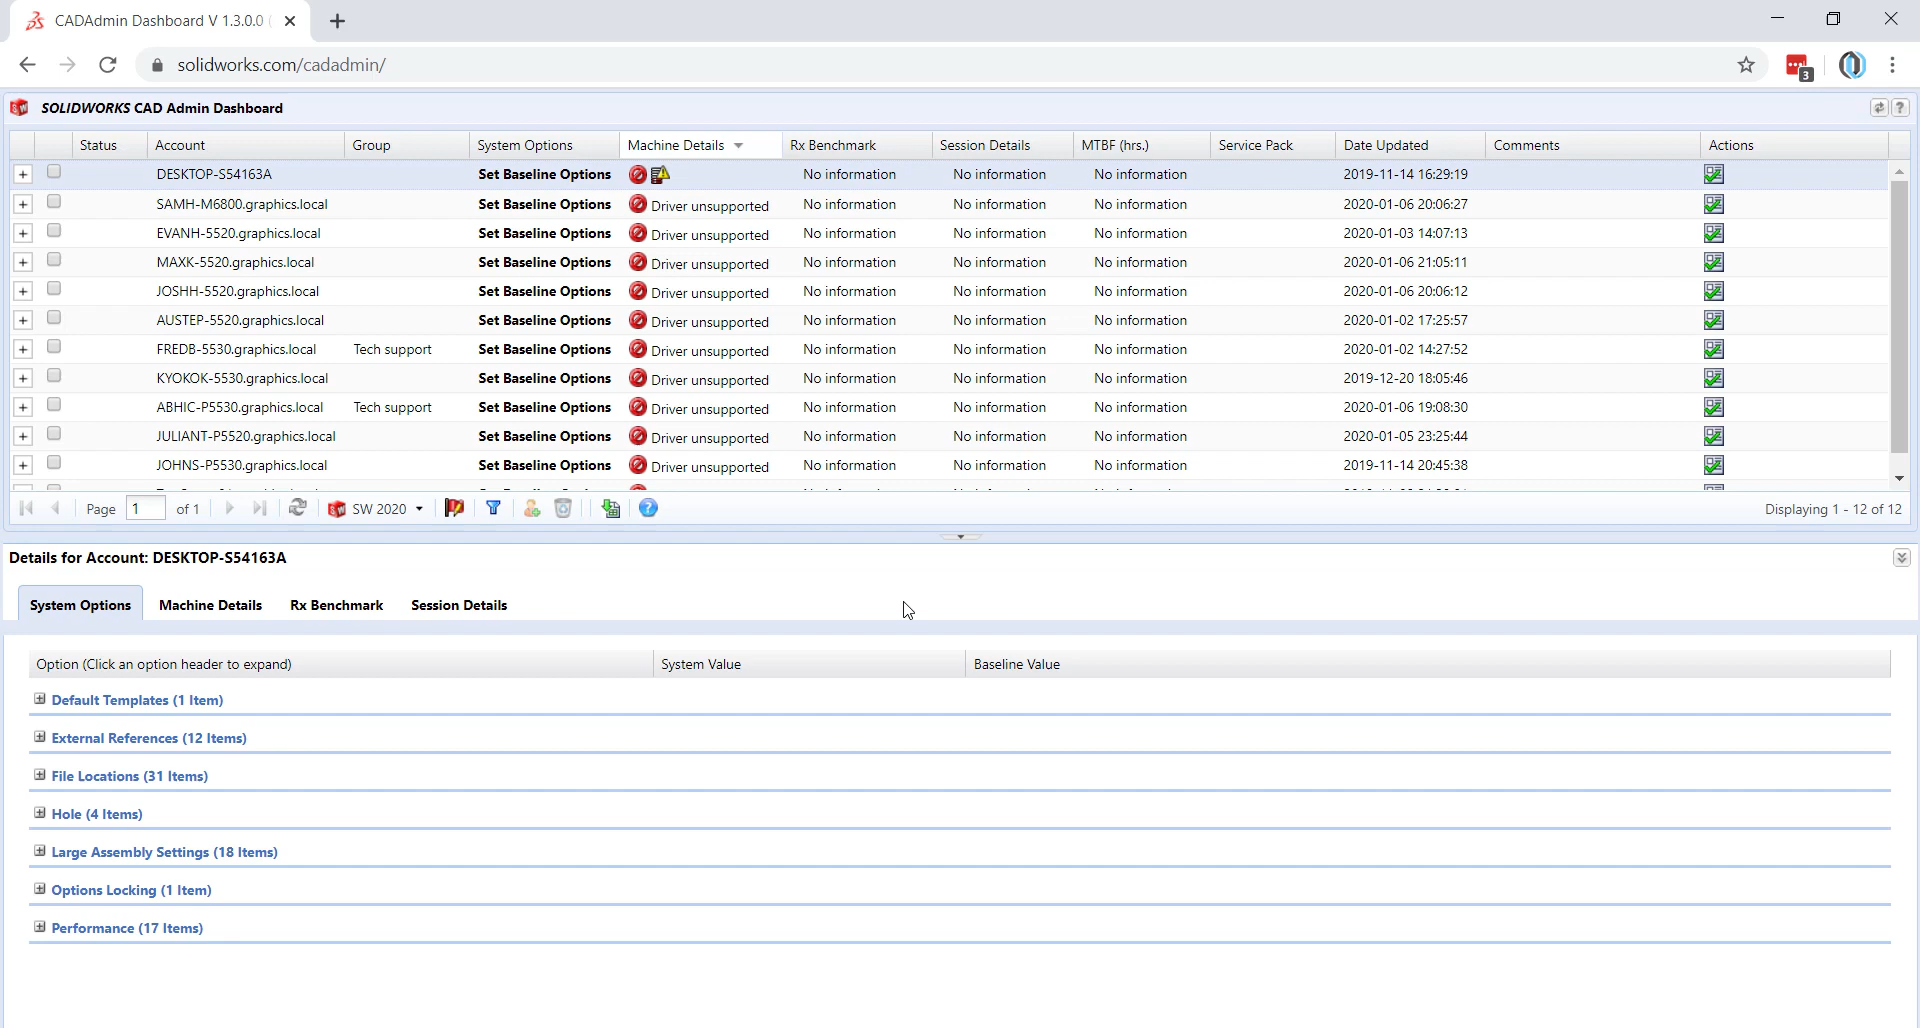 CADAdmin Dashboard V 1.3.0.0
solidworks.com/cadadmin/
3
SOLIDWORKS CAD Admin Dashboard
Status Account Group System Options Machine Details Rx Benchmark Session Details MTBF (hrs.) Service Pack Date Updated Comments Actions
DESKTOP-S54163A Set Baseline Options No information No information No information 2019-11-14 16:29:19
SAMH-M6800.graphics.local Set Baseline Options Driver unsupported No information No information No information 2020-01-06 20:06:27
EVANH-5520.graphics.local Set Baseline Options Driver unsupported No information No information No information 2020-01-03 14:07:13
MAXK-5520.graphics.local Set Baseline Options Driver unsupported No information No information No information 2020-01-06 21:05:11
JOSHH-5520.graphics.local Set Baseline Options Driver unsupported No information No information No information 2020-01-06 20:06:12
AUSTEP-5520.graphics.local Set Baseline Options Driver unsupported No information No information No information 2020-01-02 17:25:57
FREDB-5530.graphics.local Tech support Set Baseline Options Driver unsupported No information No information No information 2020-01-02 14:27:52
KYOKOK-5530.graphics.local Set Baseline Options Driver unsupported No information No information No information 2019-12-20 18:05:46
ABHIC-P5530.graphics.local Tech support Set Baseline Options Driver unsupported No information No information No information 2020-01-06 19:08:30
JULIANT-P5520.graphics.local Set Baseline Options Driver unsupported No information No information No information 2020-01-05 23:25:44
JOHNS-P5530.graphics.local Set Baseline Options Driver unsupported No information No information No information 2019-11-14 20:45:38
Page 1 of 1 SW 2020 Displaying 1 - 12 of 12
Details for Account: DESKTOP-S54163A
System Options Machine Details Rx Benchmark Session Details
Option (Click an option header to expand) System Value Baseline Value
Default Templates (1 Item)
External References (12 Items)
File Locations (31 Items)
Hole (4 Items)
Large Assembly Settings (18 Items)
Options Locking (1 Item)
Performance (17 Items)